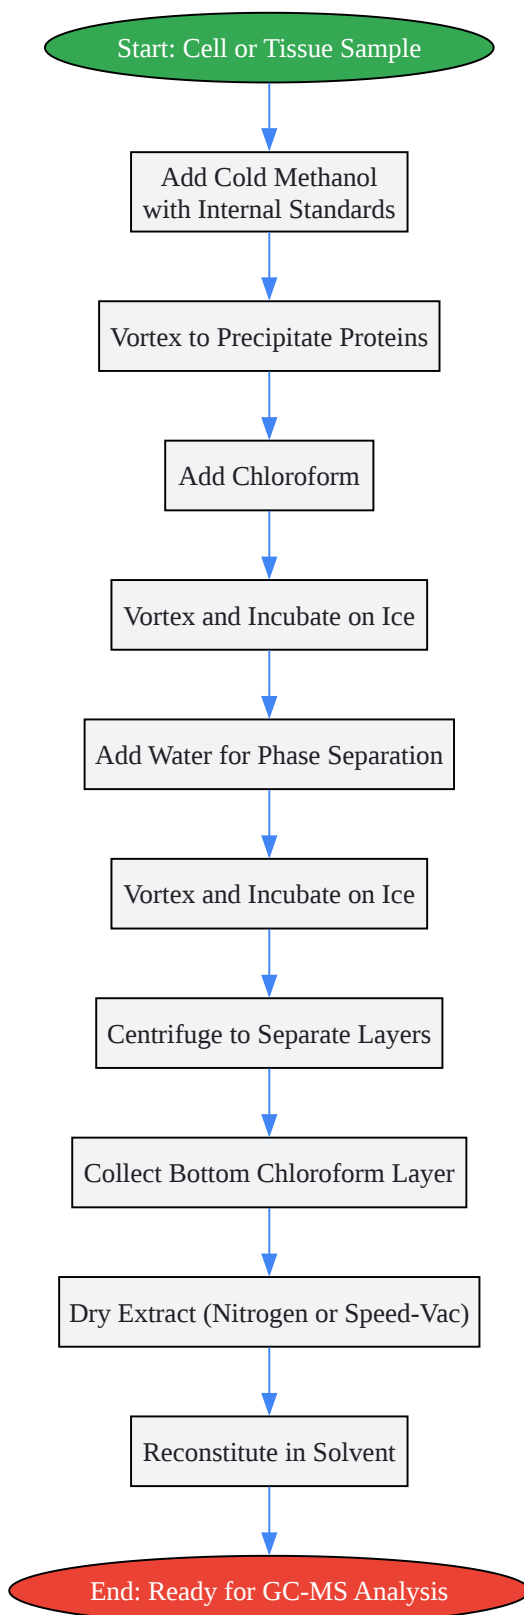 Start: Cell or Tissue Sample
Add Cold Methanol
with Internal Standards
Vortex to Precipitate Proteins
Add Chloroform
Vortex and Incubate on Ice
Add Water for Phase Separation
Vortex and Incubate on Ice
Centrifuge to Separate Layers
Collect Bottom Chloroform Layer
Dry Extract (Nitrogen or Speed-Vac)
Reconstitute in Solvent
End: Ready for GC-MS Analysis